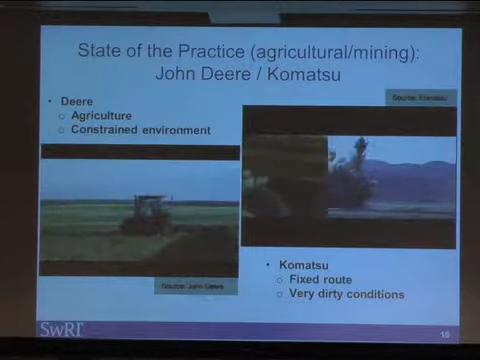 State of the Practice (agricultural/mining):
John Deere / Komatsu
• Deere
o Agriculture
o Constrained environment
Source: Komatsu
Source: John Deere
• Komatsu
o Fixed route
o Very dirty conditions
SwRI
16